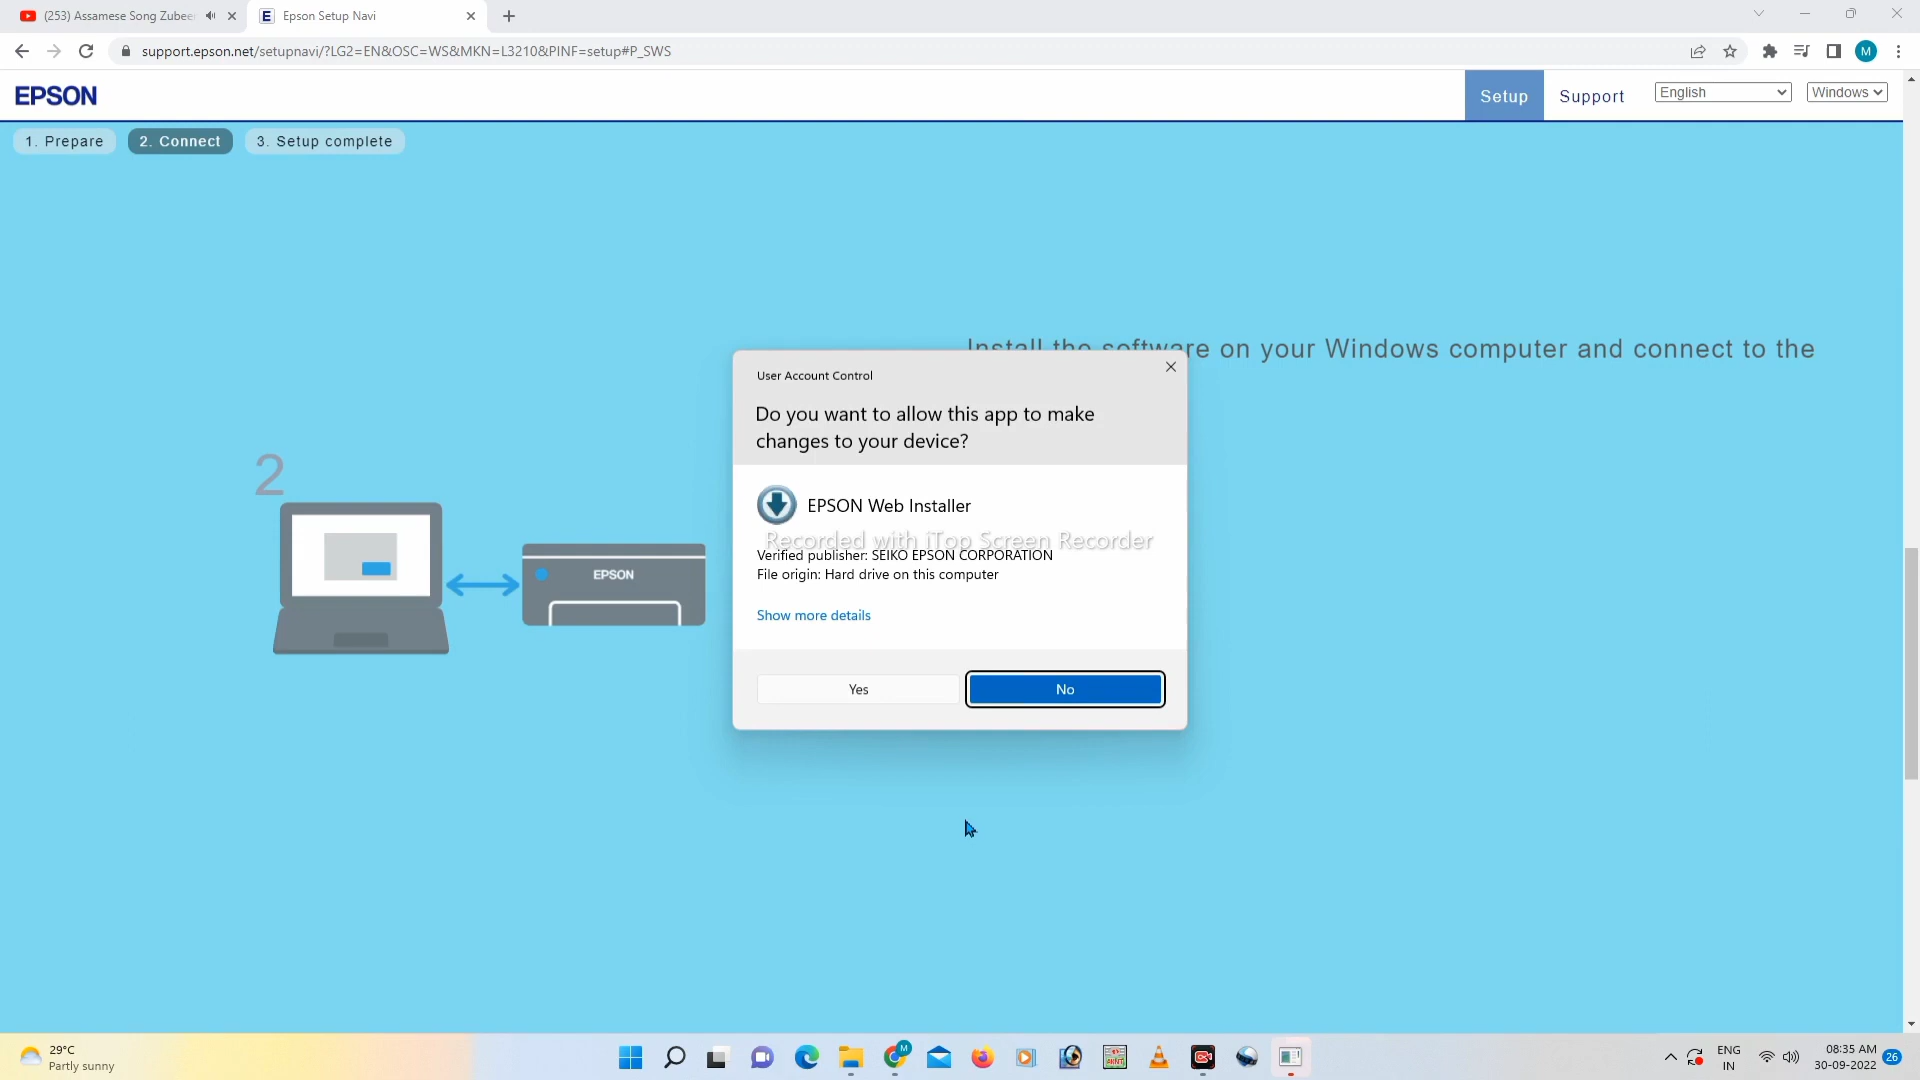 (253) Assamese Song Zubee
Epson Setup Navi
support.epson.net/setupnavi/?LG2=EN&OSC=WS&MKN=L3210&PINF=setup#P_SWS
M
EPSON
Setup
Support
English
Windows
1. Prepare
2. Connect
3. Setup complete
Install the software on your Windows computer and connect to the
2
EPSON
User Account Control
Do you want to allow this app to make
changes to your device?
EPSON Web Installer
Recorded with iTop Screen Recorder
Verified publisher: SEIKO EPSON CORPORATION
File origin: Hard drive on this computer
Show more details
Yes
No
29°C
Partly sunny
M
ENG
IN
08:35 AM
30-09-2022
26